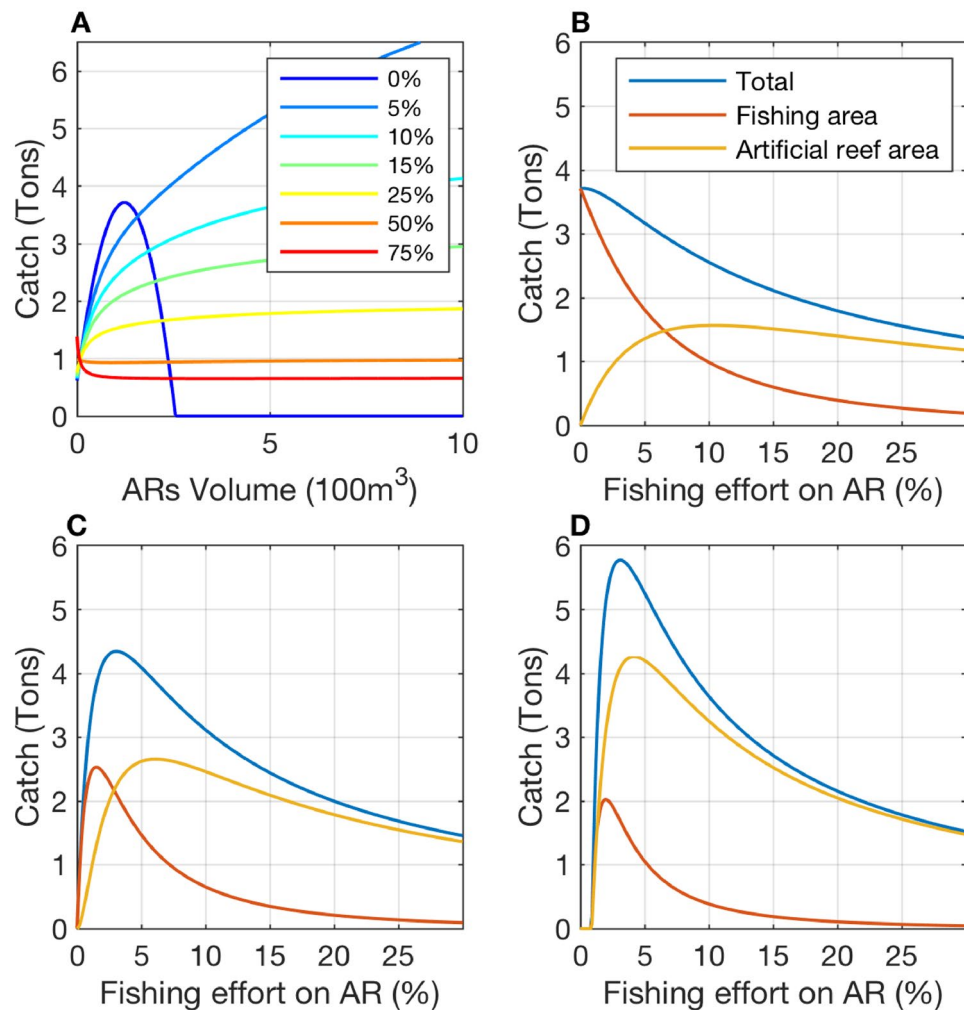 A
Catch (Tons)
6
5
4
3
2
1
0
0%
5%
10%
15%
25%
50%
75%
0 5 10
ARs Volume (100m³)
B
Catch (Tons)
6
5
4
3
2
1
0
Total
Fishing area
Artificial reef area
0 5 10 15 20 25
Fishing effort on AR (%)
C
Catch (Tons)
6
5
4
3
2
1
0
0 5 10 15 20 25
Fishing effort on AR (%)
D
Catch (Tons)
6
5
4
3
2
1
0
0 5 10 15 20 25
Fishing effort on AR (%)